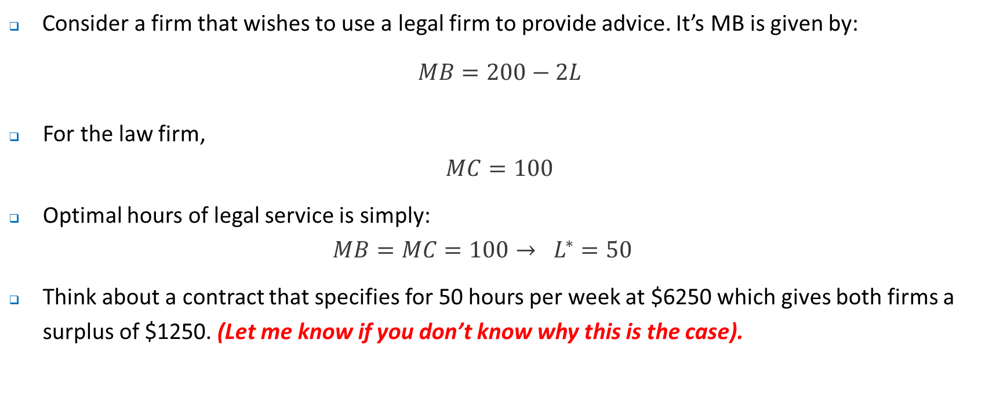 Consider a firm that wishes to use a legal firm to provide advice. It’s MB is given by:
MB = 200 − 2L
For the law firm,
MC = 100
Optimal hours of legal service is simply:
MB = MC = 100 → L* = 50
Think about a contract that specifies for 50 hours per week at $6250 which gives both firms a
surplus of $1250. (Let me know if you don’t know why this is the case).